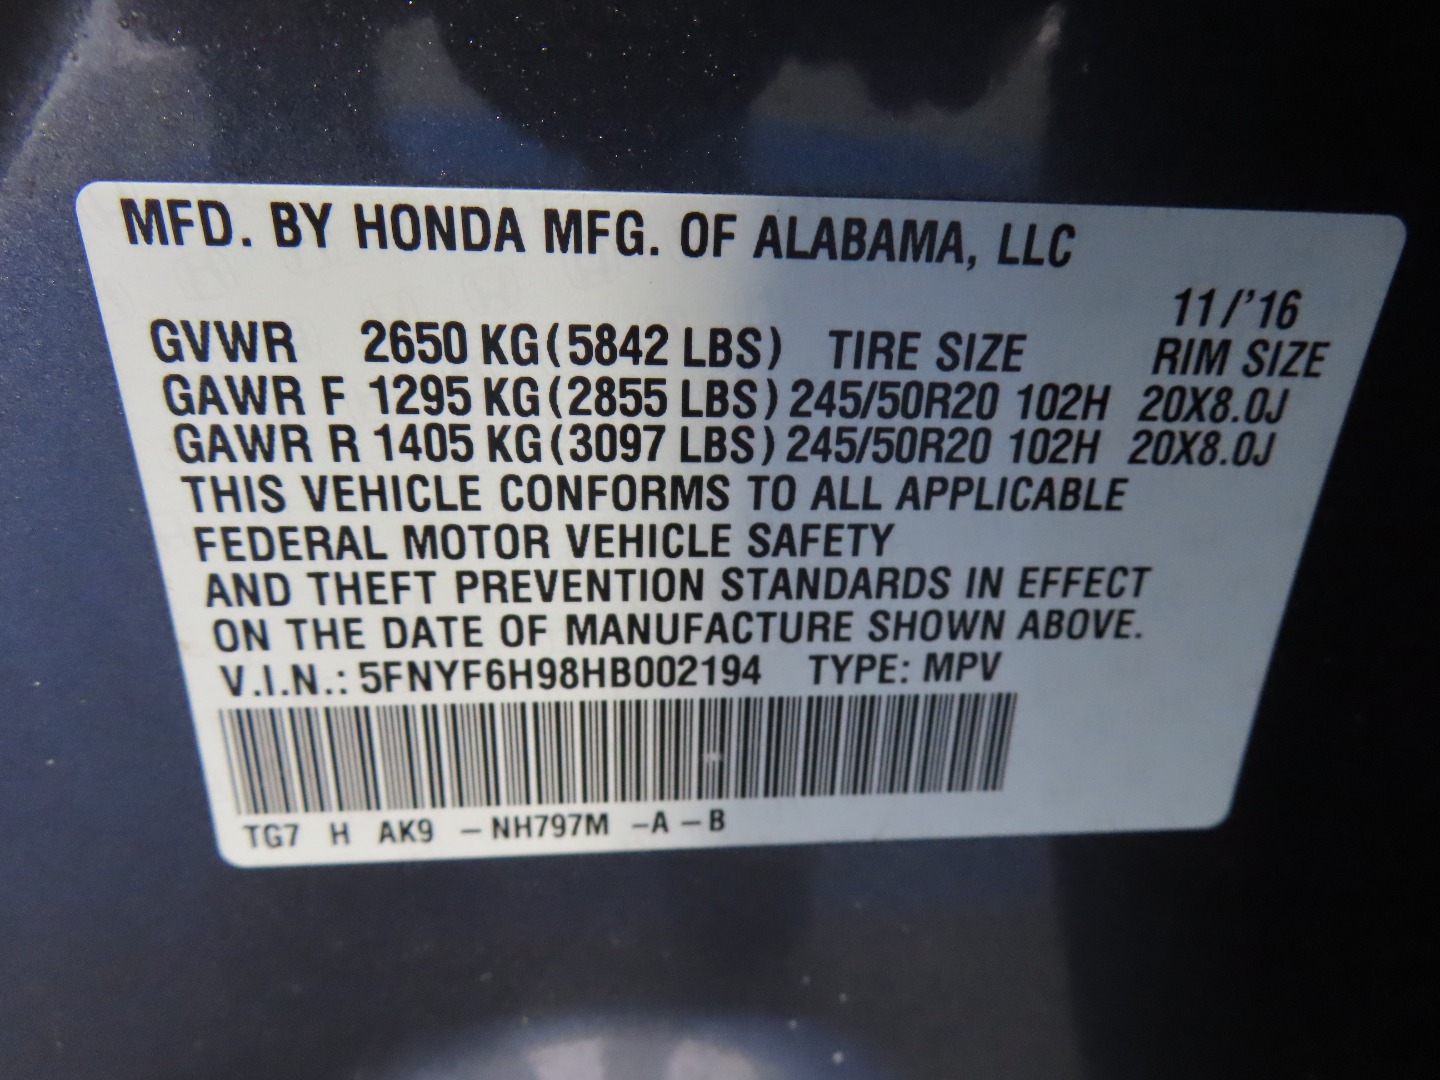 MFD. BY HONDA MFG. OF ALABAMA, LLC
11/'16
GVWR 2650 KG (5842 LBS) TIRE SIZE RIM SIZE
GAWR F 1295 KG (2855 LBS) 245/50R20 102H 20X8.0J
GAWR R 1405 KG (3097 LBS) 245/50R20 102H 20X8.0J
THIS VEHICLE CONFORMS TO ALL APPLICABLE
FEDERAL MOTOR VEHICLE SAFETY
AND THEFT PREVENTION STANDARDS IN EFFECT
ON THE DATE OF MANUFACTURE SHOWN ABOVE.
V.I.N.: 5FNYF6H98HB002194 TYPE: MPV
TG7 H AK9 – NH797M –A – B